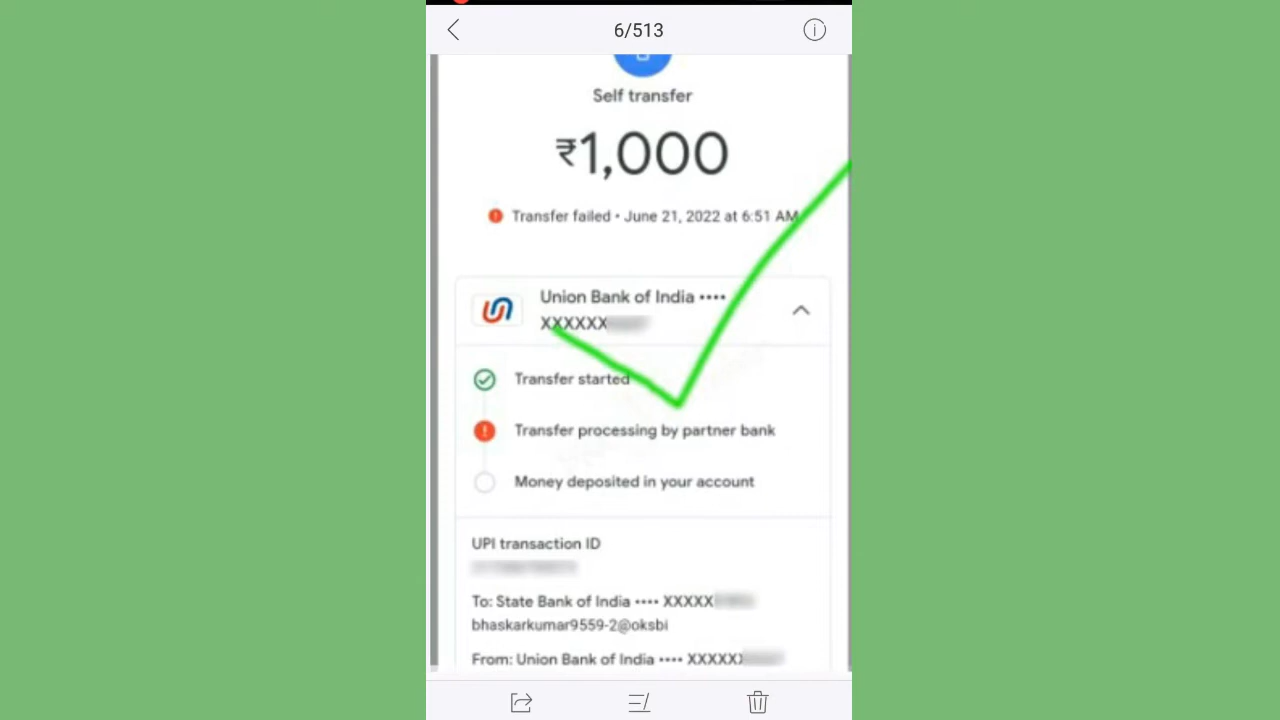 6/513
Self transfer
₹1,000
Transfer failed • June 21, 2022 at 6:51 AM
Union Bank of India ••••
XXXXXX
Transfer started
Transfer processing by partner bank
Money deposited in your account
UPI transaction ID
To: State Bank of India •••• XXXXX
bhaskarkumar9559-2@oksbi
From: Union Bank of India •••• XXXXX